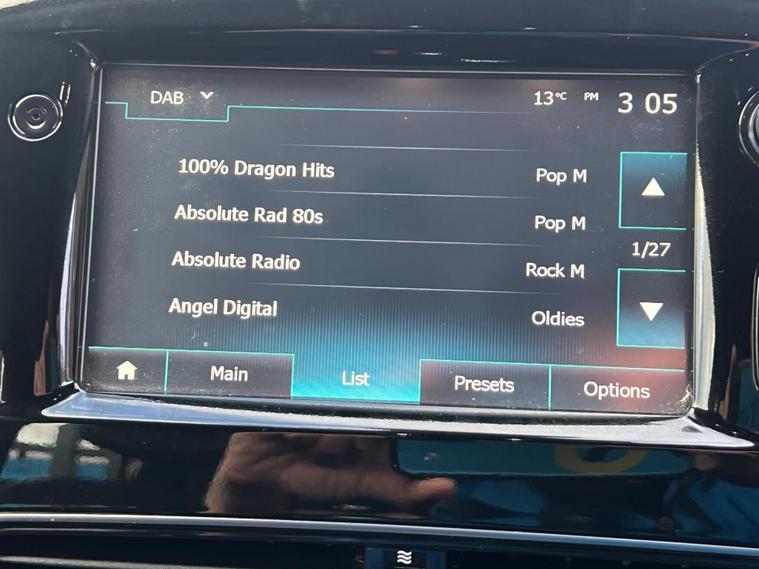 DAB 13°C PM 3 05
100% Dragon Hits Pop M
Absolute Rad 80s Pop M
Absolute Radio Rock M
1/27
Angel Digital Oldies
Main List Presets Options